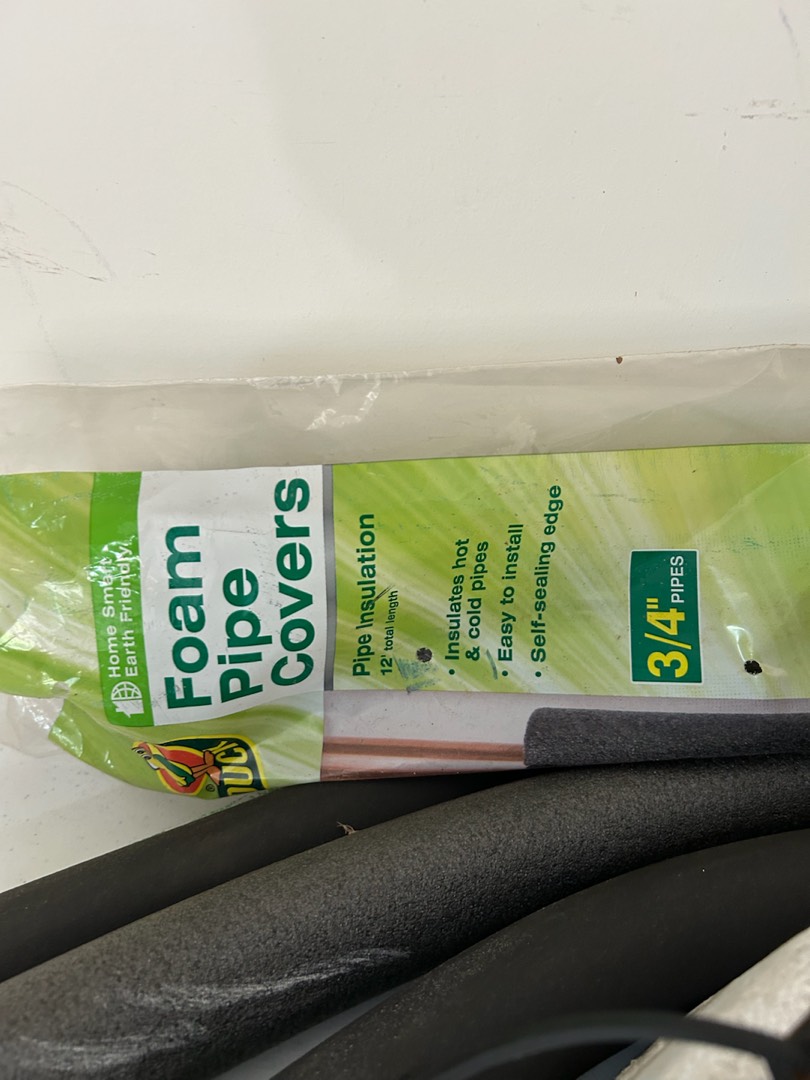 Home Smart
Earth Friendly
Foam
Pipe
Covers
Pipe Insulation
12' total length
• Insulates hot
& cold pipes
• Easy to install
• Self-sealing edge
3/4" PIPES
®